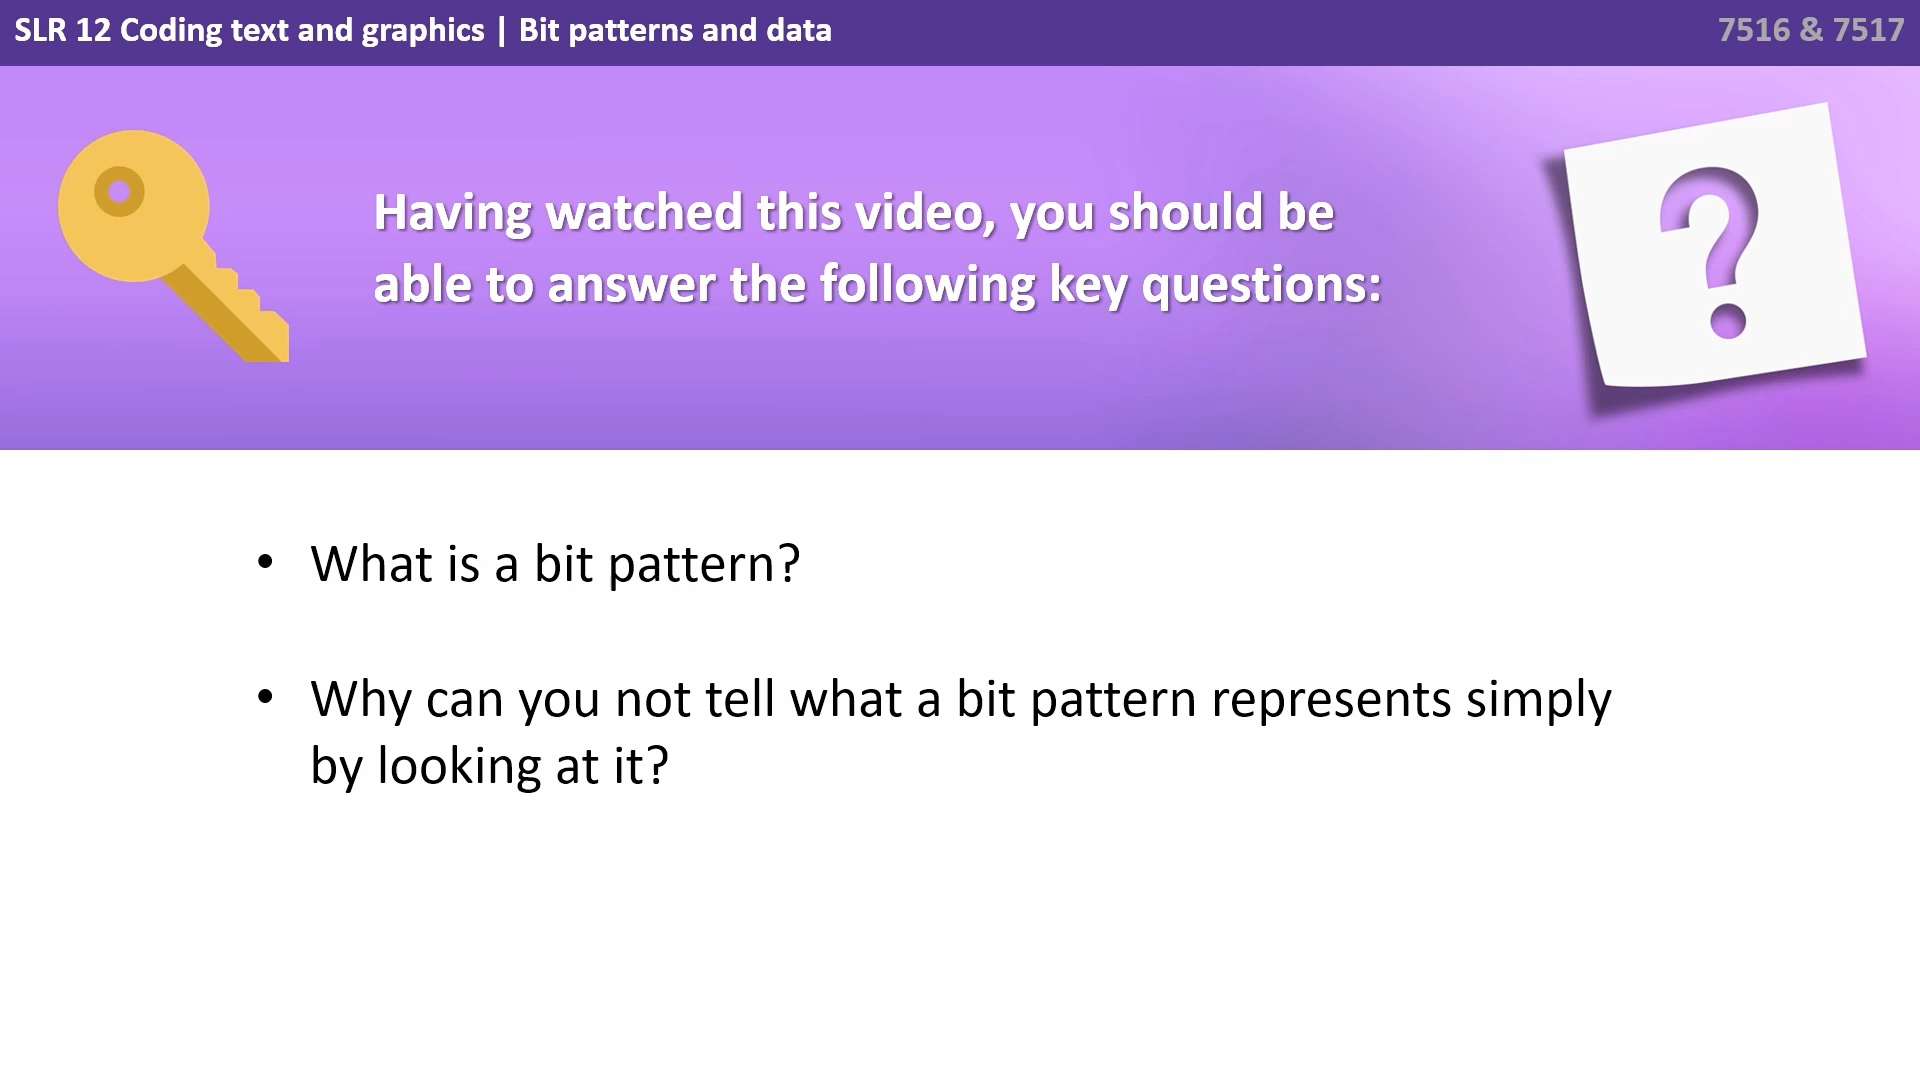 SLR 12 Coding text and graphics | Bit patterns and data
7516 & 7517
Having watched this video, you should be
able to answer the following key questions:
?
• What is a bit pattern?
• Why can you not tell what a bit pattern represents simply
by looking at it?